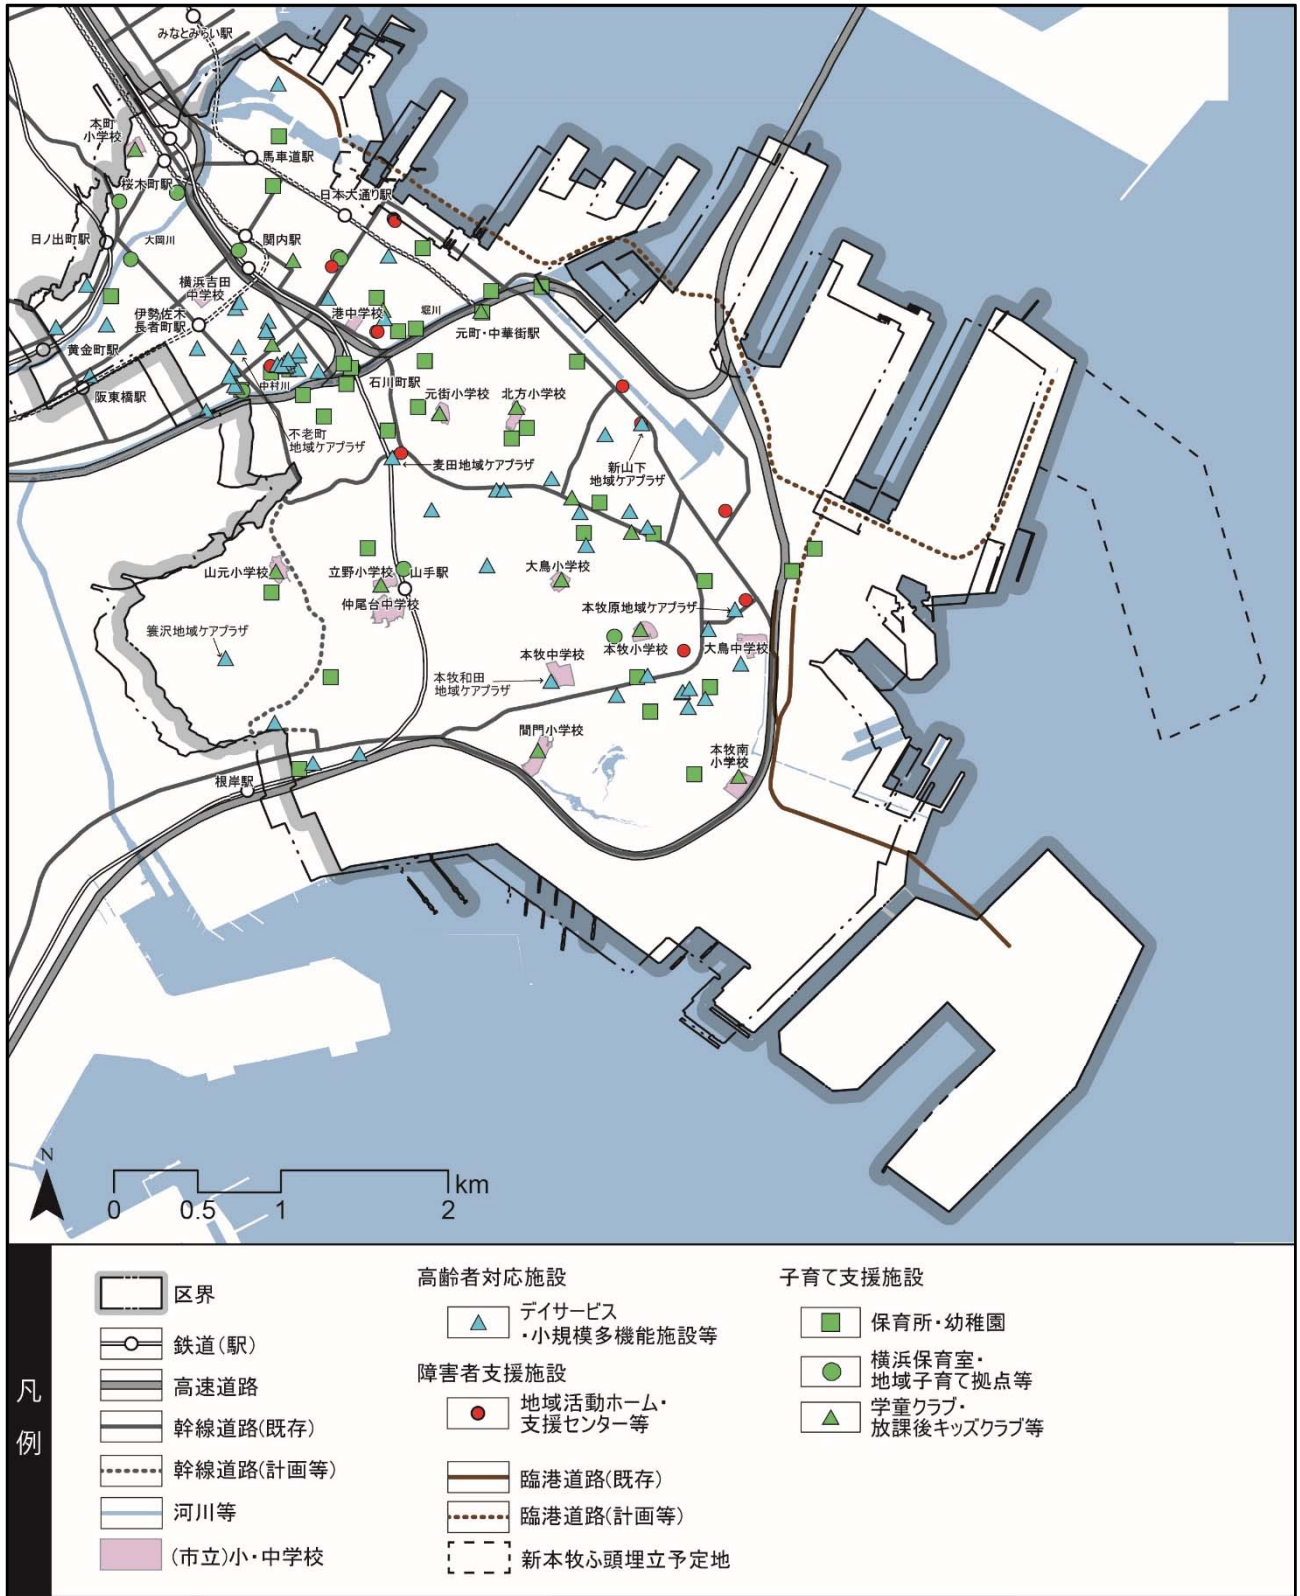 みなとみらい駅
本町
小学校
馬車道駅
桜木町駅
日本大通り駅
日ノ出町駅
大岡川
関内駅
横浜吉田
中学校
伊勢佐木
長者町駅
港中学校
堀川
元町・中華街駅
黄金町駅
阪東橋駅
中村川
石川町駅
元街小学校
北方小学校
不老町
地域ケアプラザ
麦田地域ケアプラザ
新山下
地域ケアプラザ
山元小学校
立野小学校
山手駅
大鳥小学校
仲尾台中学校
本牧原地域ケアプラザ
簑沢地域ケアプラザ
本牧中学校
本牧小学校
大鳥中学校
本牧和田
地域ケアプラザ
間門小学校
本牧南
小学校
根岸駅
N
km
0 0.5 1 2
凡例
区界
鉄道(駅)
高速道路
幹線道路(既存)
幹線道路(計画等)
河川等
(市立)小・中学校
高齢者対応施設
デイサービス
・小規模多機能施設等
障害者支援施設
地域活動ホーム・
支援センター等
臨港道路(既存)
臨港道路(計画等)
新本牧ふ頭埋立予定地
子育て支援施設
保育所・幼稚園
横浜保育室・
地域子育て拠点等
学童クラブ・
放課後キッズクラブ等